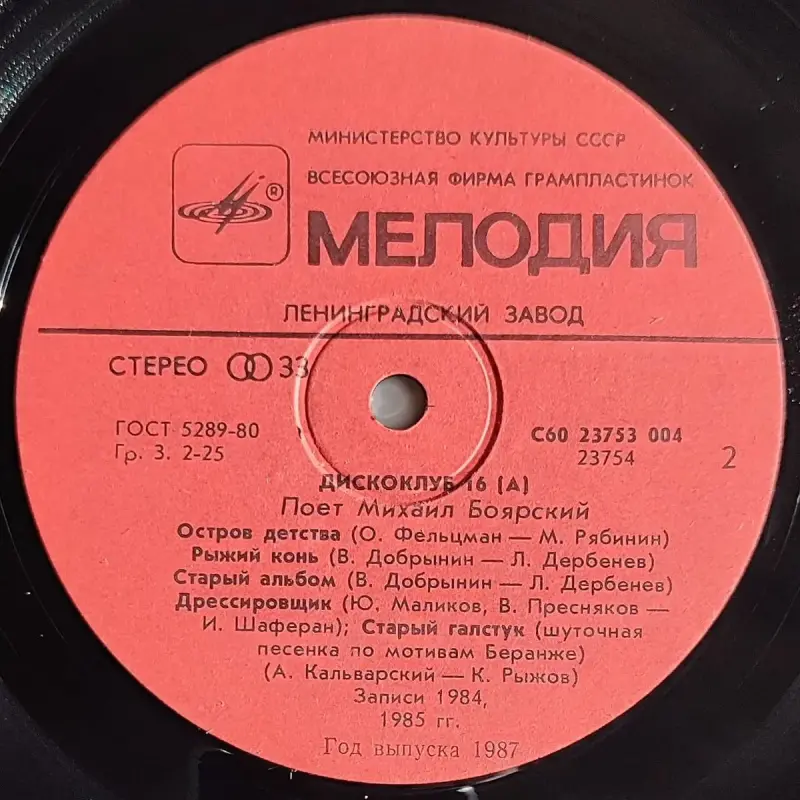 МИНИСТЕРСТВО КУЛЬТУРЫ СССР
ВСЕСОЮЗНАЯ ФИРМА ГРАМПЛАСТИНОК
®
МЕЛОДИЯ
ЛЕНИНГРАДСКИЙ ЗАВОД
СТЕРЕО 33
ГОСТ 5289-80
Гр. 3. 2-25
С60 23753 004
23754
2
ДИСКОКЛУБ 16 (А)
Поет Михаил Боярский
Остров детства (О. Фельцман — М. Рябинин)
Рыжий конь (В. Добрынин — Л. Дербенев)
Старый альбом (В. Добрынин — Л. Дербенев)
Дрессировщик (Ю. Маликов, В. Пресняков —
И. Шаферан); Старый галстук (шуточная
песенка по мотивам Беранже)
(А. Кальварский — К. Рыжов)
Записи 1984,
1985 гг.
Год выпуска 1987